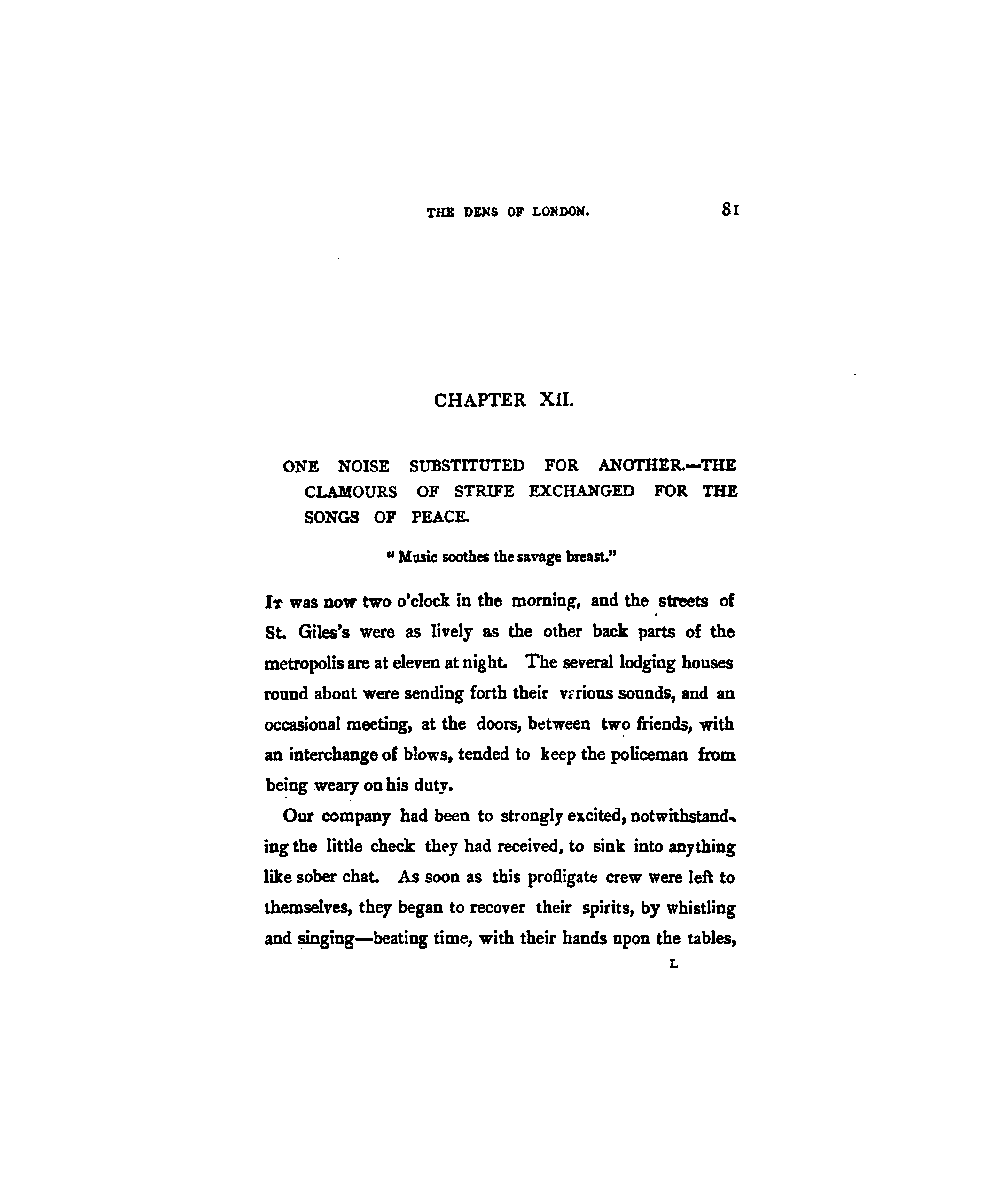 THE DENS OF LONDON. 81
CHAPTER XII.
ONE NOISE SUBSTITUTED FOR ANOTHER.—THE
CLAMOURS OF STRIFE EXCHANGED FOR THE
SONGS OF PEACE.
" Music soothes the savage breast."
IT was now two o'clock in the morning, and the streets of
St. Giles's were as lively as the other back parts of the
metropolis are at eleven at night. The several lodging houses
round about were sending forth their various sounds, and an
occasional meeting, at the doors, between two friends, with
an interchange of blows, tended to keep the policeman from
being weary on his duty.
Our company had been to strongly excited, notwithstand-
ing the little check they had received, to sink into anything
like sober chat. As soon as this profligate crew were left to
themselves, they began to recover their spirits, by whistling
and singing—beating time, with their hands upon the tables,
L